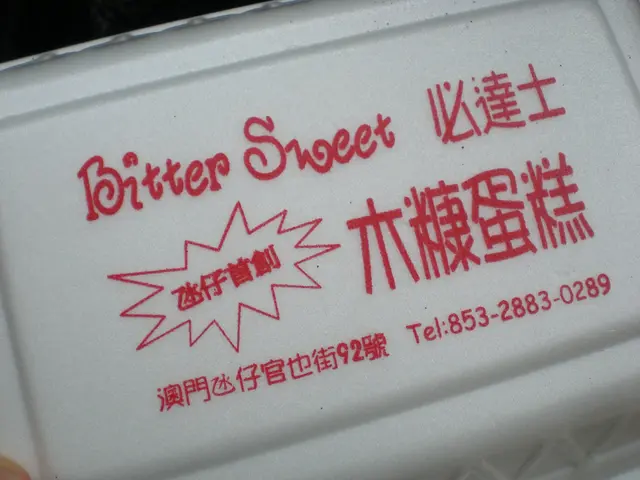 Bitter Sweet 必達士
氹仔首創
木糠蛋糕
澳門氹仔官也街92號 Tel:853-2883-0289